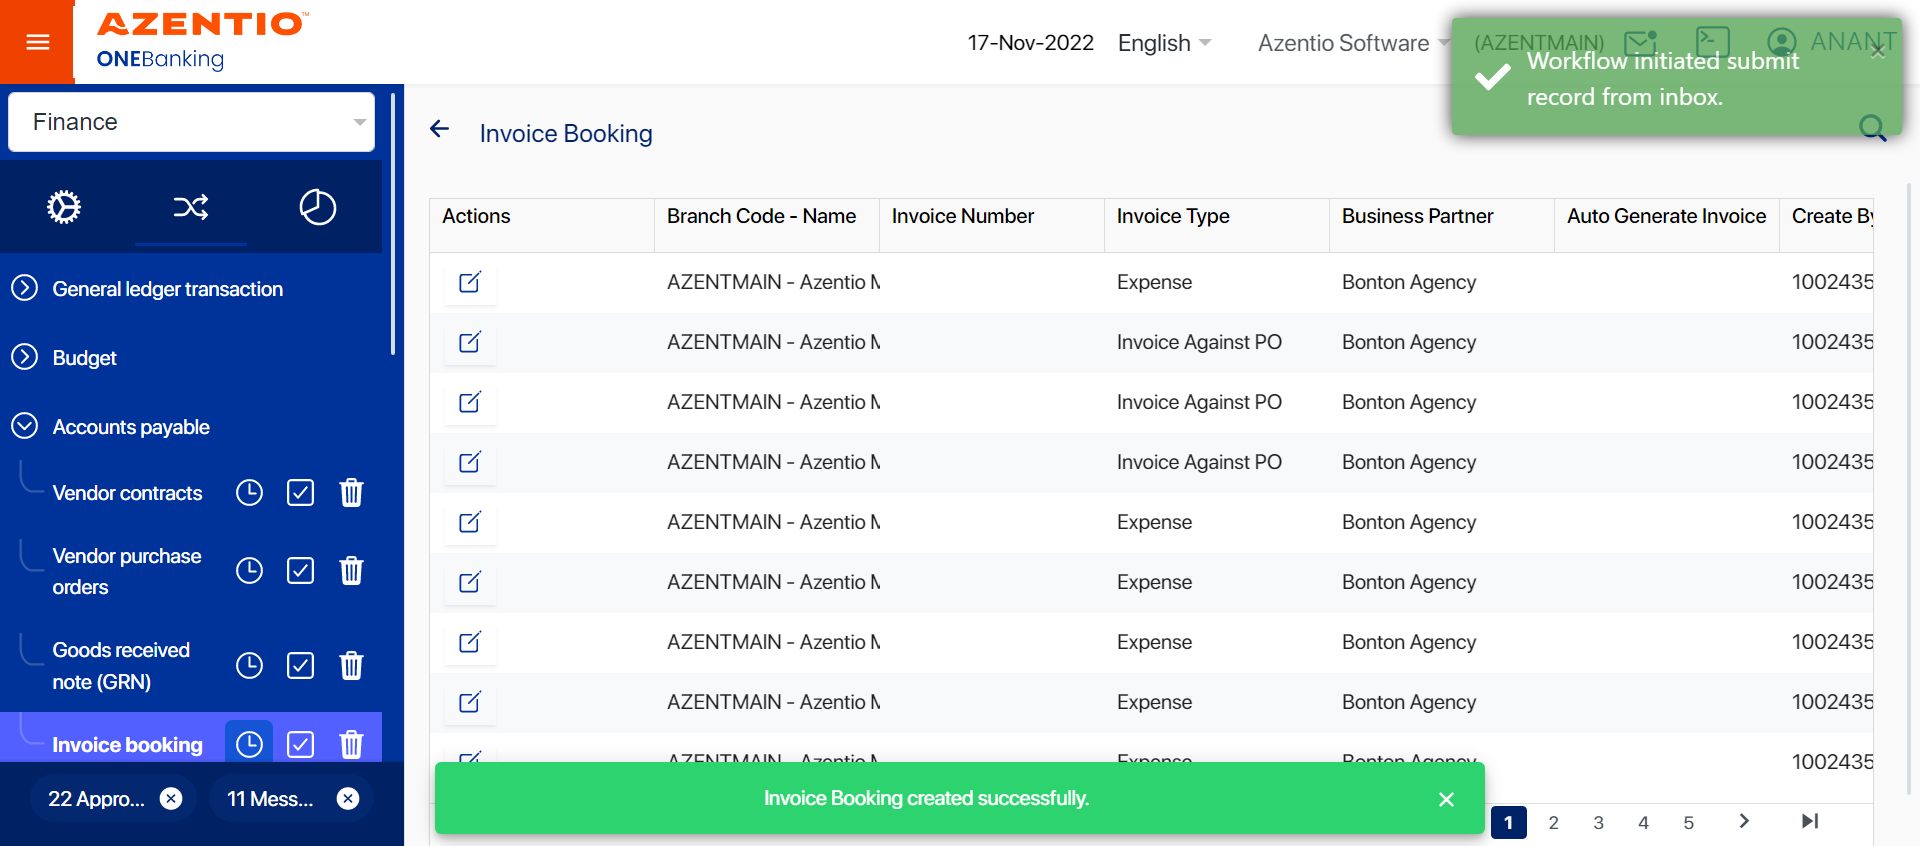 AZENTIO™
ONEBanking
17-Nov-2022
English
Azentio Software
(AZENTMAIN)
ANANT
Workflow initiated submit
record from inbox.
Finance
General ledger transaction
Budget
Accounts payable
Vendor contracts
Vendor purchase
orders
Goods received
note (GRN)
Invoice booking
22 Appro...
11 Mess...
Invoice Booking
Actions Branch Code - Name Invoice Number Invoice Type Business Partner Auto Generate Invoice Create By
AZENTMAIN - Azentio M Expense Bonton Agency 1002435
AZENTMAIN - Azentio M Invoice Against PO Bonton Agency 1002435
AZENTMAIN - Azentio M Invoice Against PO Bonton Agency 1002435
AZENTMAIN - Azentio M Invoice Against PO Bonton Agency 1002435
AZENTMAIN - Azentio M Expense Bonton Agency 1002435
AZENTMAIN - Azentio M Expense Bonton Agency 1002435
AZENTMAIN - Azentio M Expense Bonton Agency 1002435
AZENTMAIN - Azentio M Expense Bonton Agency 1002435
AZENTMAIN - Azentio M Expense Bonton Agency 1002435
Invoice Booking created successfully.
1 2 3 4 5